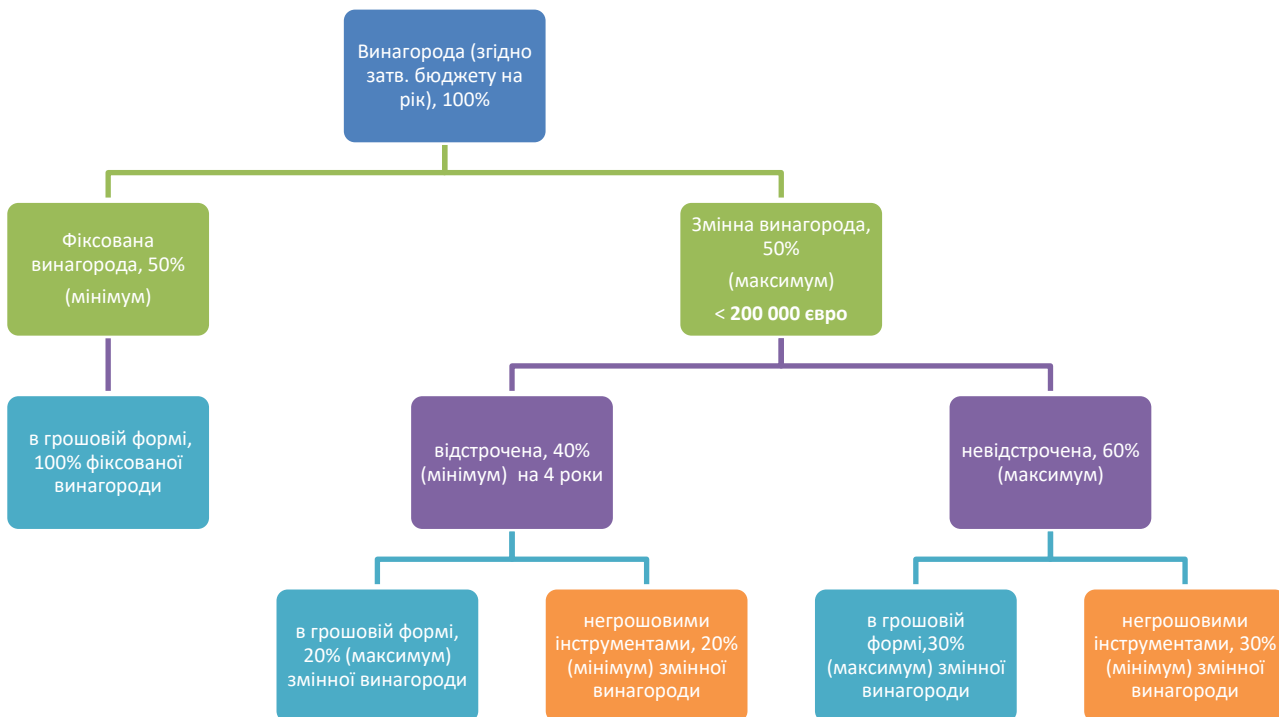 Винагорода (згідно
затв. бюджету на
рік), 100%
Фіксована
винагорода, 50%
(мінімум)
Змінна винагорода,
50%
(максимум)
< 200 000 євро
в грошовій формі,
100% фіксованої
винагороди
відстрочена, 40%
(мінімум) на 4 роки
невідстрочена, 60%
(максимум)
в грошовій формі,
20% (максимум)
змінної винагороди
негрошовими
інструментами, 20%
(мінімум) змінної
винагороди
в грошовій
формі,30%
(максимум) змінної
винагороди
негрошовими
інструментами, 30%
(мінімум) змінної
винагороди